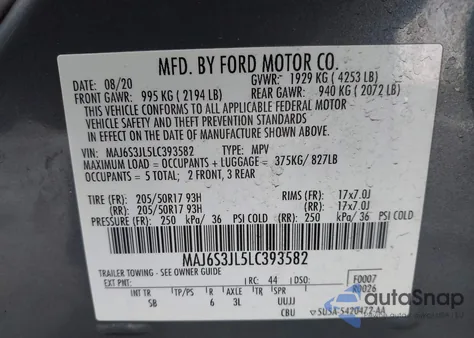 MFD. BY FORD MOTOR CO.
08/20 GVWR: 1929 KG ( 4253 LB)
FRONT GAWR: 995 KG ( 2194 LB) REAR GAWR: 940 KG ( 2072 LB)
THIS VEHICLE CONFORMS TO ALL APPLICABLE FEDERAL MOTOR
VEHICLE SAFETY AND THEFT PREVENTION STANDARDS
IN EFFECT ON THE DATE OF MANUFACTURE SHOWN ABOVE.
VIN: MAJ6S3JL5LC393582 TYPE: MPV
MAXIMUM LOAD = OCCUPANTS + LUGGAGE = 375KG/827LB
OCCUPANTS = 5 TOTAL; 2 FRONT, 3 REAR
TIRE (FR): 205/50R17 93H RIMS (FR): 17x7.0J
(RR): 205/50R17 93H (RR): 17x7.0J
PRESSURE (FR): 250 kPa/ 36 PSI COLD (RR): 250 kPa/ 36 PSI COLD
MAJ6S3JL5LC393582
TRAILER TOWING - SEE OWNER GUIDE
EXT PNT: RC: 44 DSO: F0007
R0026
INT TR TP/PS R AXLE TR
SB 6 3L UUJJ
CBU 5U5A-5420472-AA
autoSnap